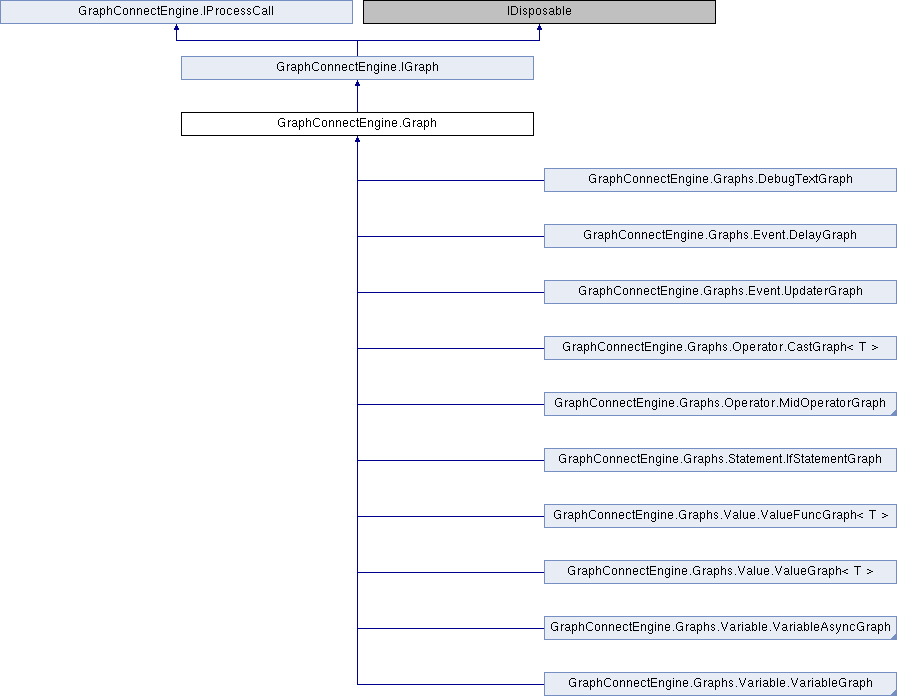 GraphConnectEngine.IProcessCall
IDisposable
GraphConnectEngine.IGraph
GraphConnectEngine.Graph
GraphConnectEngine.Graphs.DebugTextGraph
GraphConnectEngine.Graphs.Event.DelayGraph
GraphConnectEngine.Graphs.Event.UpdaterGraph
GraphConnectEngine.Graphs.Operator.CastGraph< T >
GraphConnectEngine.Graphs.Operator.MidOperatorGraph
GraphConnectEngine.Graphs.Statement.IfStatementGraph
GraphConnectEngine.Graphs.Value.ValueFuncGraph< T >
GraphConnectEngine.Graphs.Value.ValueGraph< T >
GraphConnectEngine.Graphs.Variable.VariableAsyncGraph
GraphConnectEngine.Graphs.Variable.VariableGraph